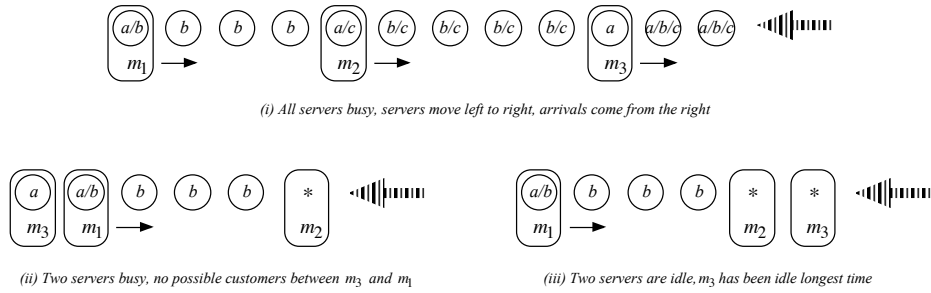 a/b b b b a/c b/c b/c b/c b/c a a/b/c a/b/c
m1 m2 m3
(i) All servers busy, servers move left to right, arrivals come from the right
a a/b b b b *
m3 m1 m2
a/b b b b * *
m1 m2 m3
(ii) Two servers busy, no possible customers between m3 and m1
(iii) Two servers are idle, m3 has been idle longest time